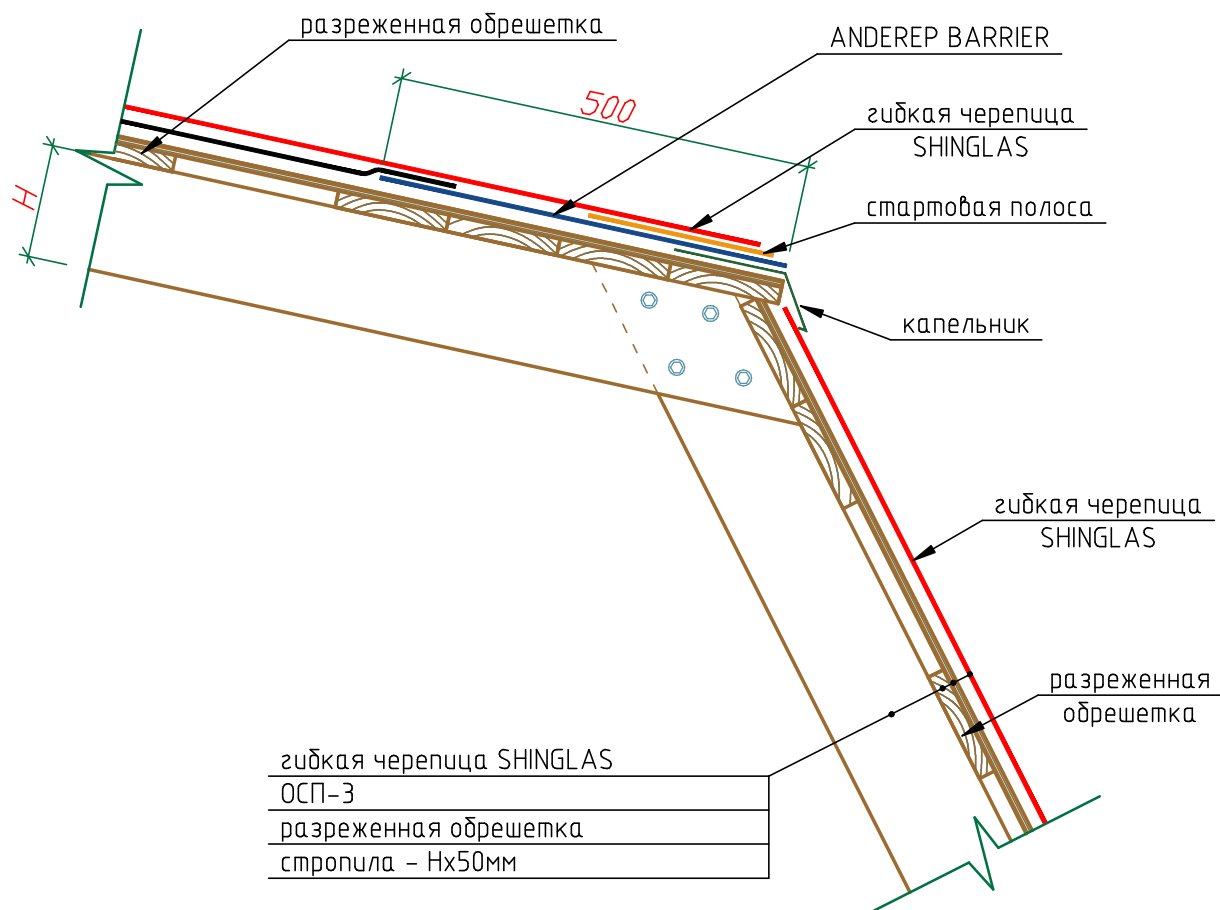 разреженная обрешетка
ANDEREP BARRIER
500
гибкая черепица
SHINGLAS
H
стартовая полоса
капельник
гибкая черепица
SHINGLAS
разреженная
обрешетка
гибкая черепица SHINGLAS
ОСП-3
разреженная обрешетка
стропила - Hx50мм